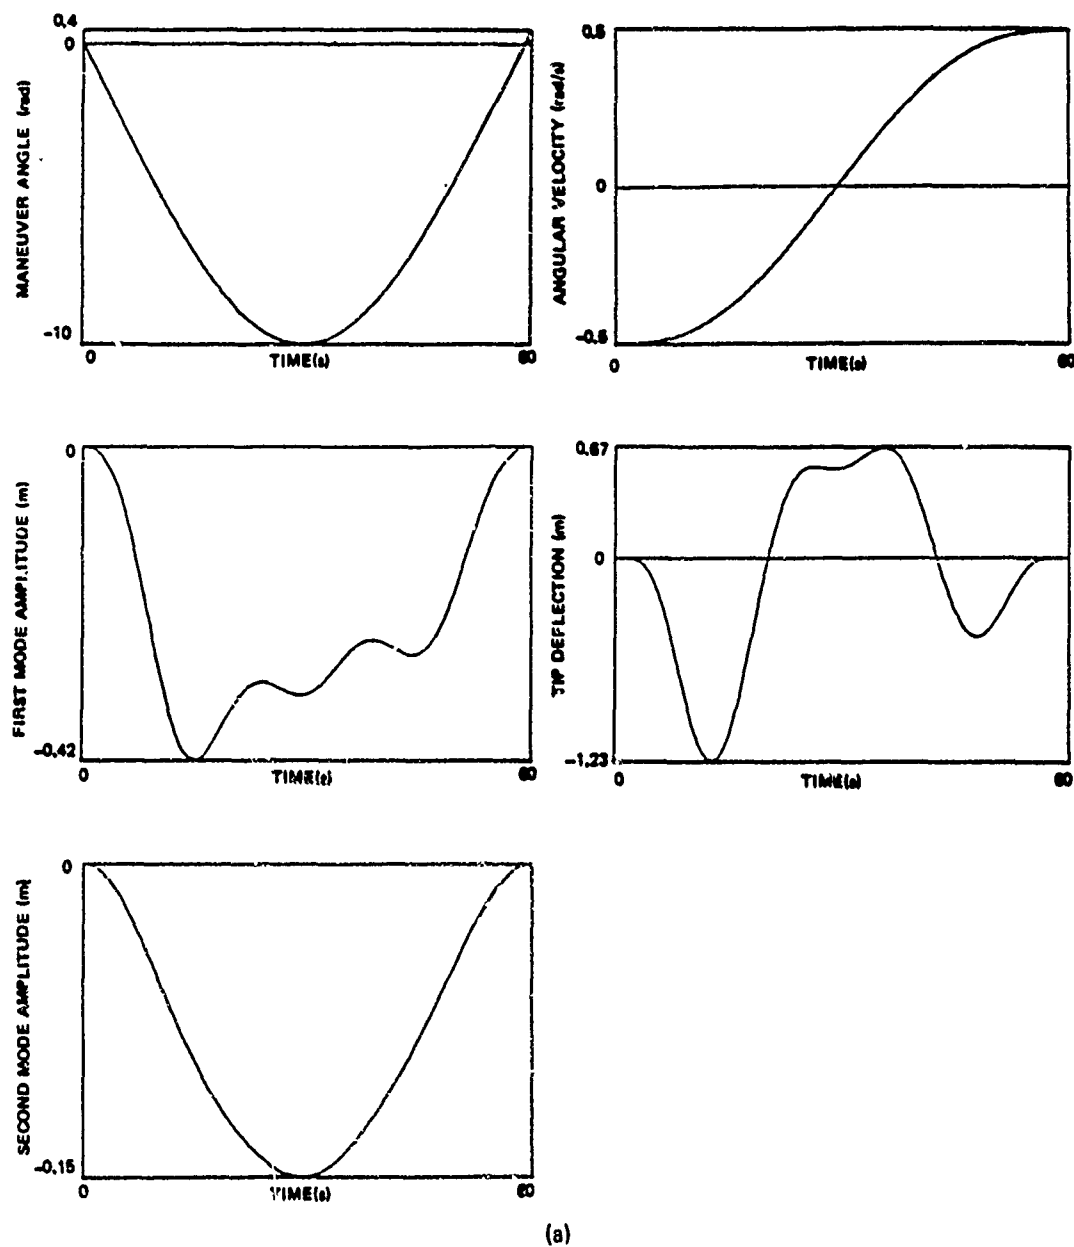 0.4
0
-10
MANEUVER ANGLE (rad)
0
TIME(s)
60
0.5
0
-0.5
ANGULAR VELOCITY (rad/s)
0
TIME(s)
60
0
-0.42
FIRST MODE AMPLITUDE (m)
0
TIME(s)
60
0.67
0
-1.23
TIP DEFLECTION (m)
0
TIME(s)
60
0
-0.15
SECOND MODE AMPLITUDE (m)
0
TIME(s)
60
(a)